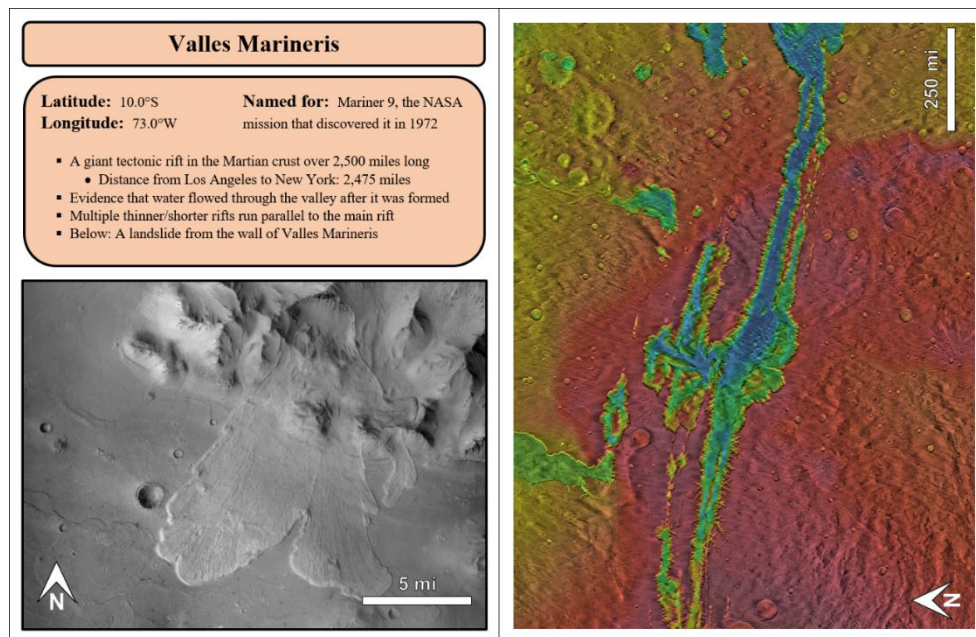 Valles Marineris
Latitude: 10.0°S
Longitude: 73.0°W
Named for: Mariner 9, the NASA
mission that discovered it in 1972
▪ A giant tectonic rift in the Martian crust over 2,500 miles long
• Distance from Los Angeles to New York: 2,475 miles
▪ Evidence that water flowed through the valley after it was formed
▪ Multiple thinner/shorter rifts run parallel to the main rift
▪ Below: A landslide from the wall of Valles Marineris
N
5 mi
250 mi
N